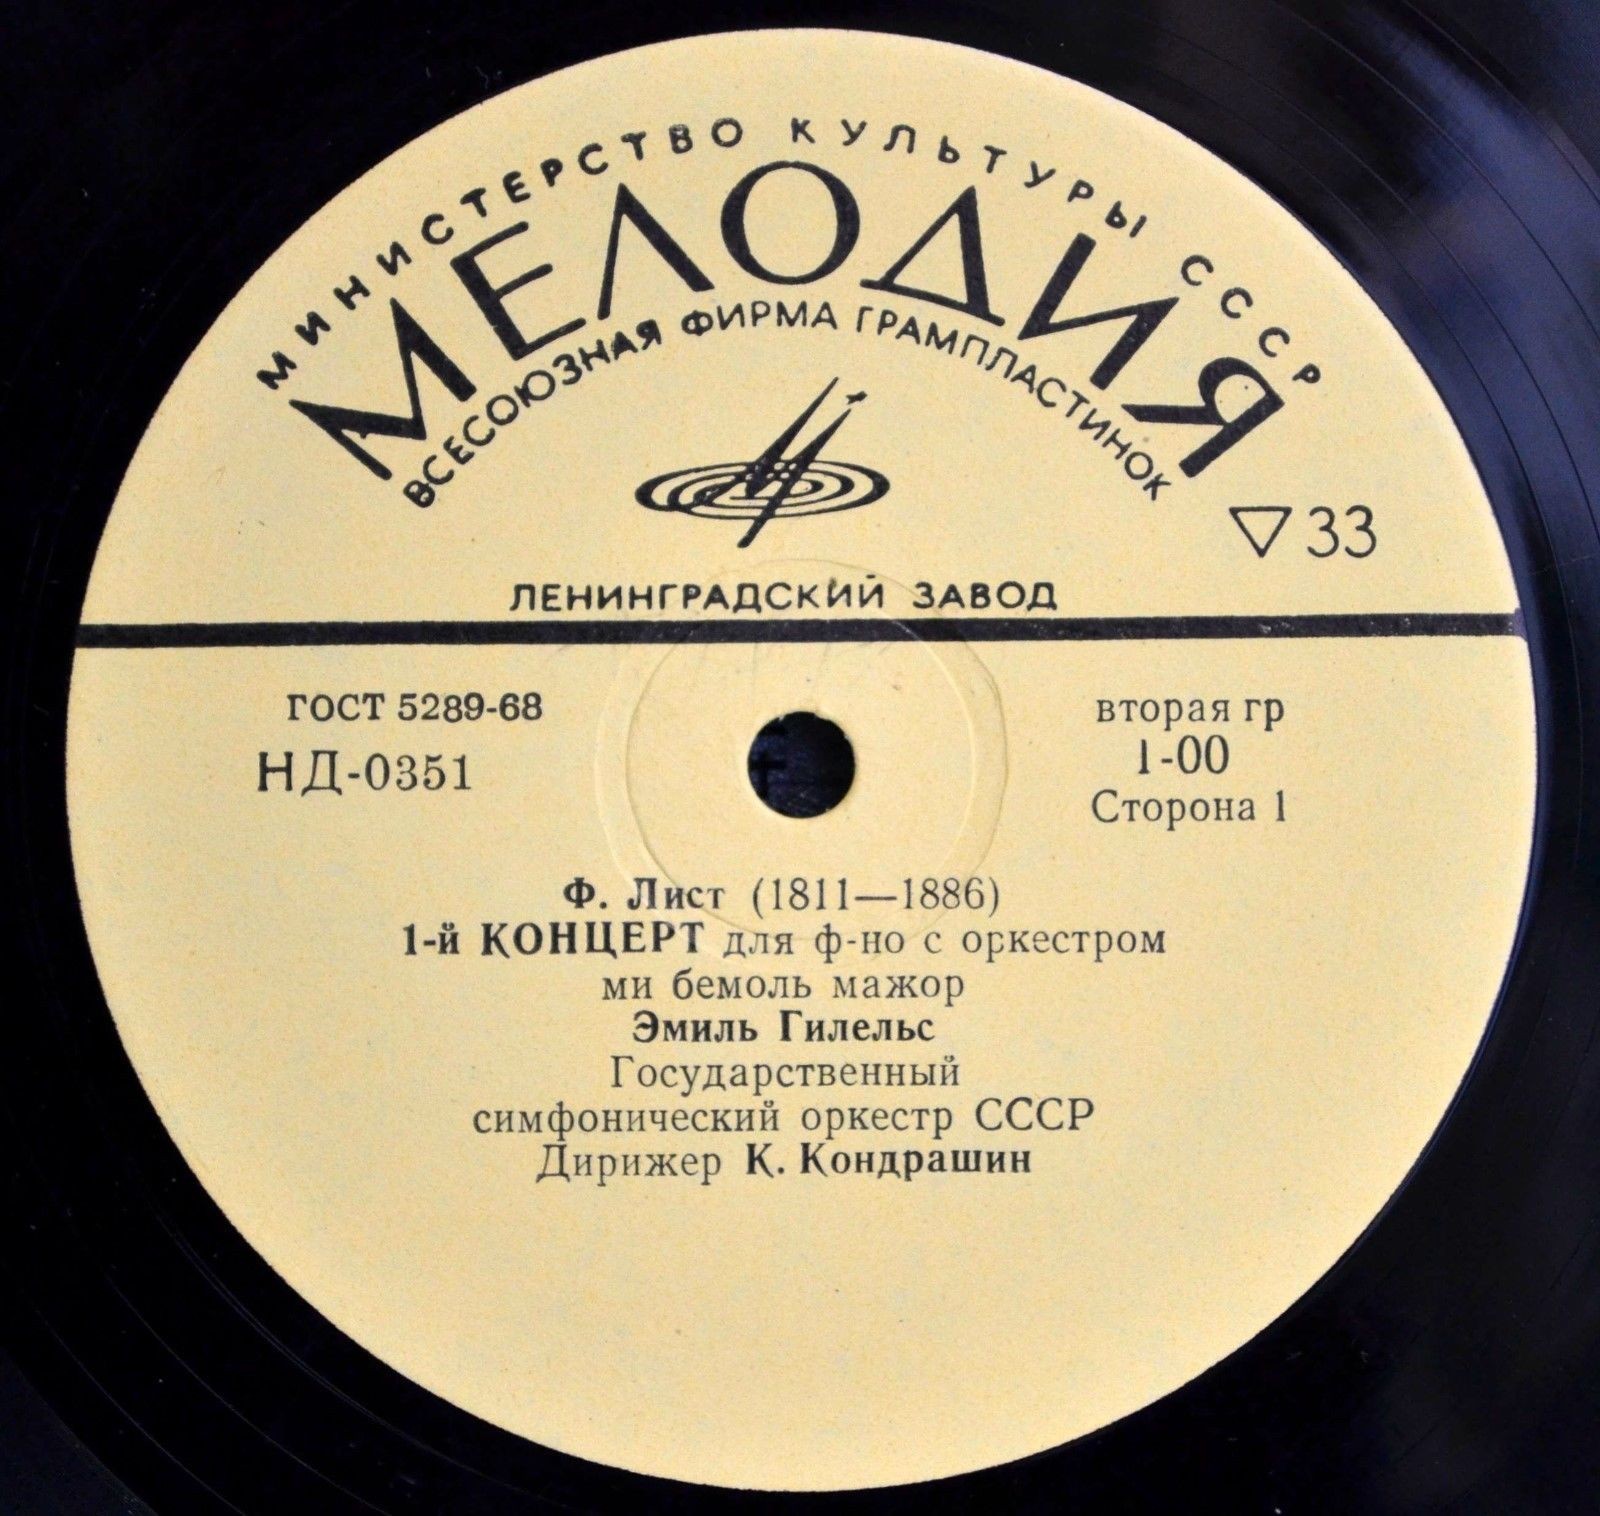 МИНИСТЕРСТВО КУЛЬТУРЫ СССР
МЕЛОДИЯ
ВСЕСОЮЗНАЯ ФИРМА ГРАМПЛАСТИНОК
▽ 33
ЛЕНИНГРАДСКИЙ ЗАВОД
ГОСТ 5289-68
НД-0351
вторая гр
1-00
Сторона 1
Ф. Лист (1811—1886)
1-й КОНЦЕРТ для ф-но с оркестром
ми бемоль мажор
Эмиль Гилельс
Государственный
симфонический оркестр СССР
Дирижер К. Кондрашин